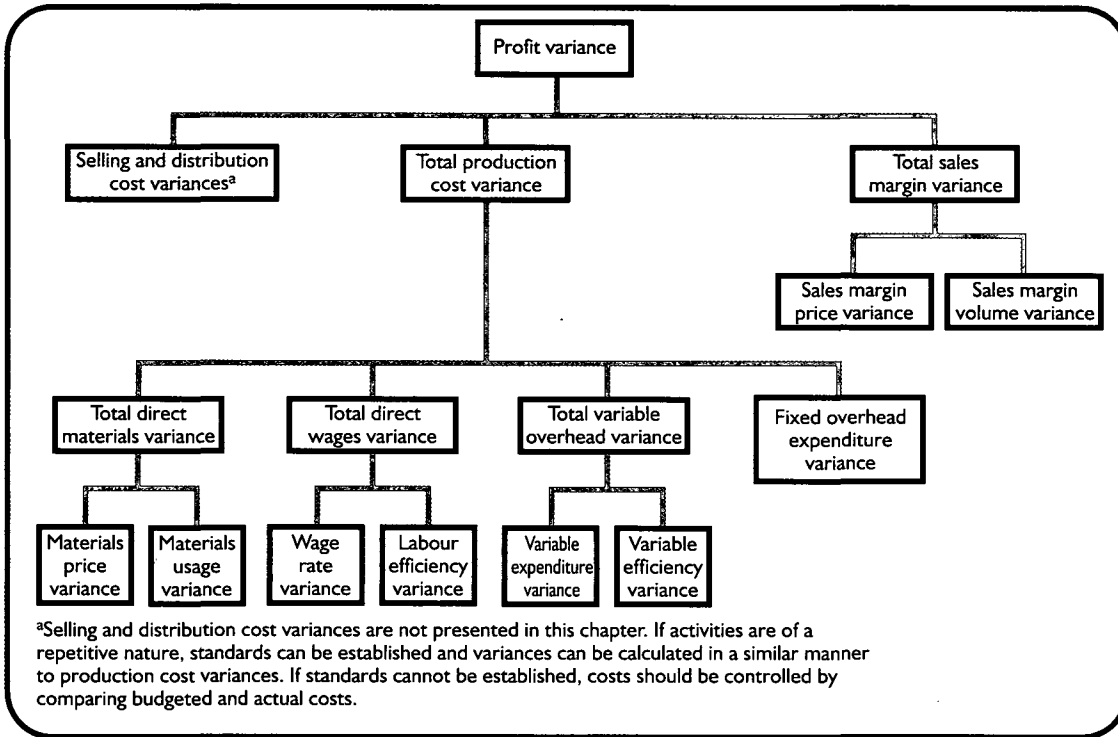 Profit variance
Selling and distribution
cost variancesᵃ
Total production
cost variance
Total sales
margin variance
Sales margin
price variance
Sales margin
volume variance
Total direct
materials variance
Total direct
wages variance
Total variable
overhead variance
Fixed overhead
expenditure
variance
Materials
price
variance
Materials
usage
variance
Wage
rate
variance
Labour
efficiency
variance
Variable
expenditure
variance
Variable
efficiency
variance
ᵃSelling and distribution cost variances are not presented in this chapter. If activities are of a
repetitive nature, standards can be established and variances can be calculated in a similar manner
to production cost variances. If standards cannot be established, costs should be controlled by
comparing budgeted and actual costs.